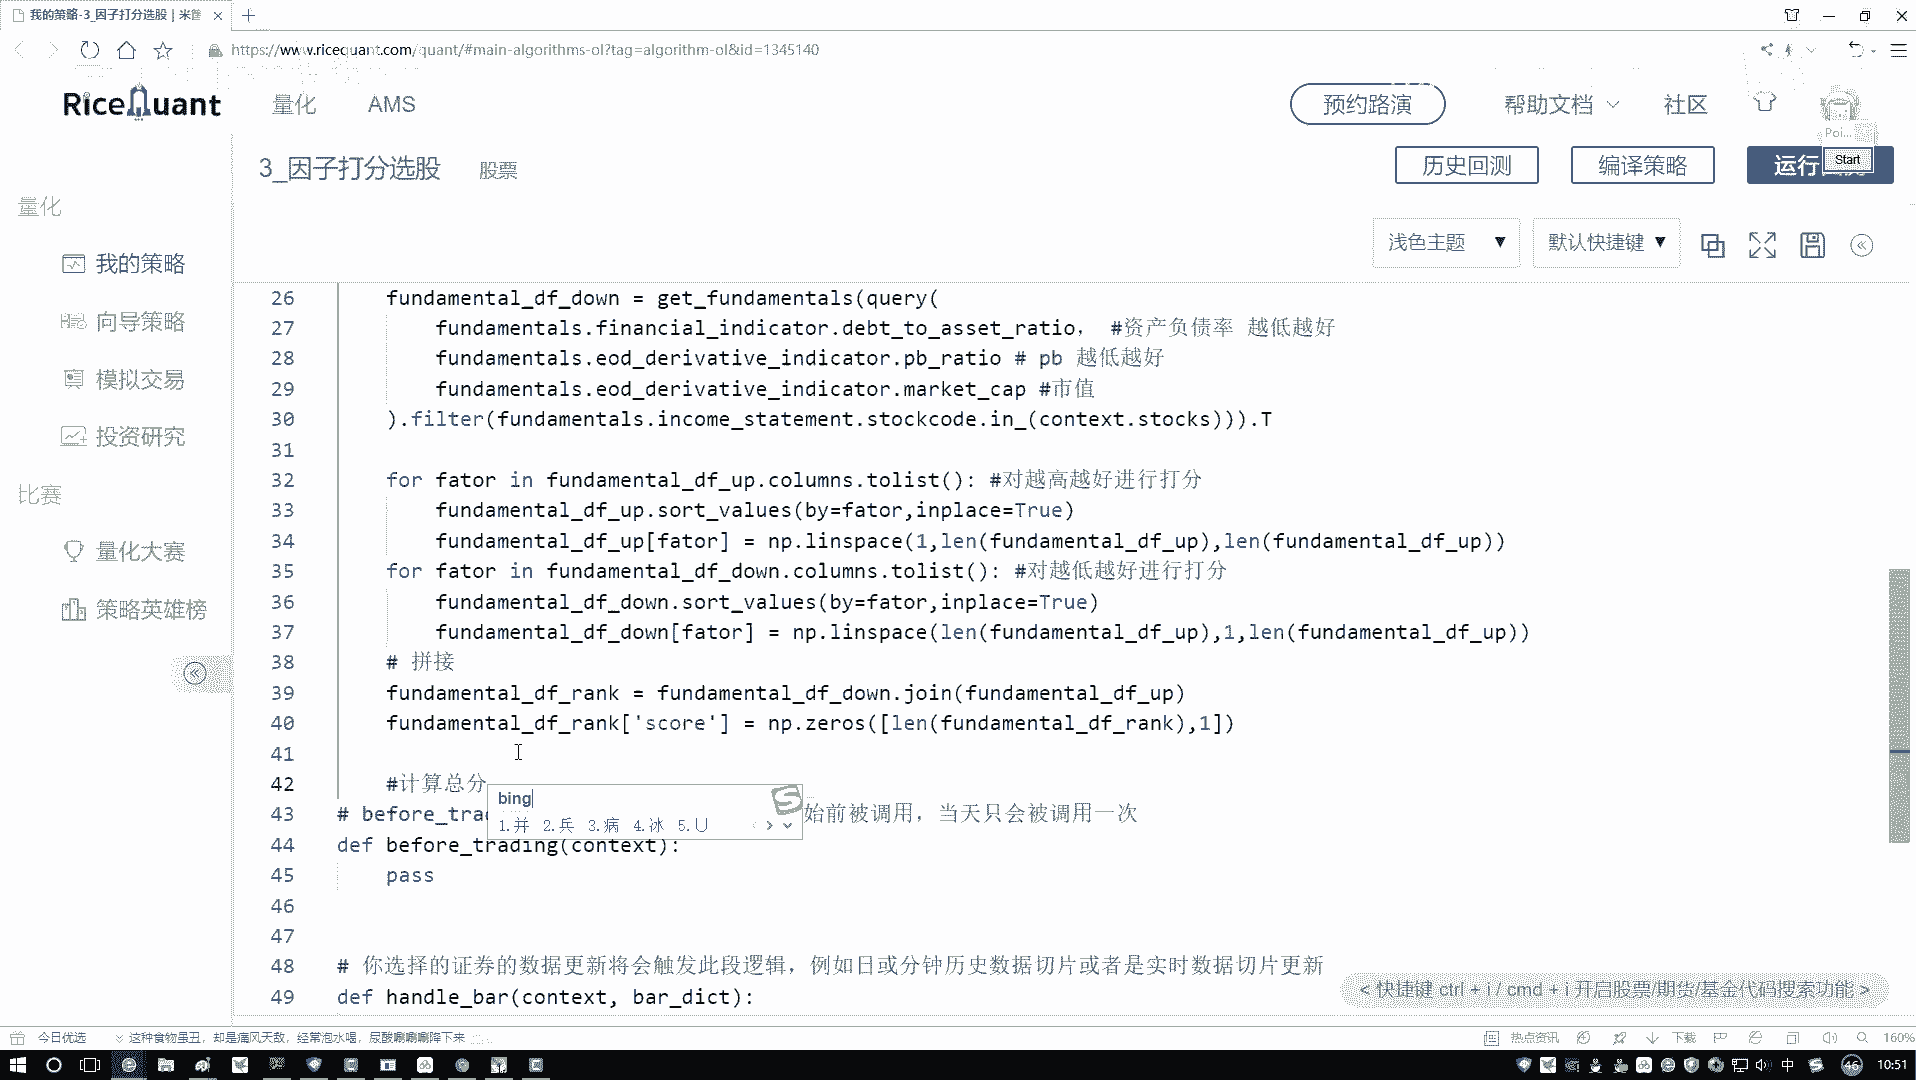 我的策略-3_因子打分选股 | 米筐
https://www.ricequant.com/quant/#main-algorithms-ol?tag=algorithm-ol&id=1345140
RiceQuant
量化
AMS
预约路演
帮助文档
社区
Poi...
Start
3_因子打分选股
股票
历史回测
编译策略
运行
浅色主题
默认快捷键
量化
我的策略
向导策略
模拟交易
投资研究
比赛
量化大赛
策略英雄榜
26 fundamental_df_down = get_fundamentals(query(
27 fundamentals.financial_indicator.debt_to_asset_ratio, #资产负债率 越低越好
28 fundamentals.eod_derivative_indicator.pb_ratio # pb 越低越好
29 fundamentals.eod_derivative_indicator.market_cap #市值
30 ).filter(fundamentals.income_statement.stockcode.in_(context.stocks))).T
31
32 for fator in fundamental_df_up.columns.tolist(): #对越高越好进行打分
33 fundamental_df_up.sort_values(by=fator,inplace=True)
34 fundamental_df_up[fator] = np.linspace(1,len(fundamental_df_up),len(fundamental_df_up))
35 for fator in fundamental_df_down.columns.tolist(): #对越低越好进行打分
36 fundamental_df_down.sort_values(by=fator,inplace=True)
37 fundamental_df_down[fator] = np.linspace(len(fundamental_df_up),1,len(fundamental_df_up))
38 # 拼接
39 fundamental_df_rank = fundamental_df_down.join(fundamental_df_up)
40 fundamental_df_rank['score'] = np.zeros([len(fundamental_df_rank),1])
41
42 #计算总分
bing
1.并 2.兵 3.病 4.冰 5.U
43 # before_tra 始前被调用，当天只会被调用一次
44 def before_trading(context):
45 pass
46
47
48 # 你选择的证券的数据更新将会触发此段逻辑，例如日或分钟历史数据切片或者是实时数据切片更新
49 def handle_bar(context, bar_dict):
< 快捷键 ctrl + i / cmd + i 开启股票/期货/基金代码搜索功能 >
今日优选
这种食物虽丑，却是痛风天敌，经常泡水喝，尿酸唰唰唰降下来
热点资讯
下载
160%
中
46
10:51